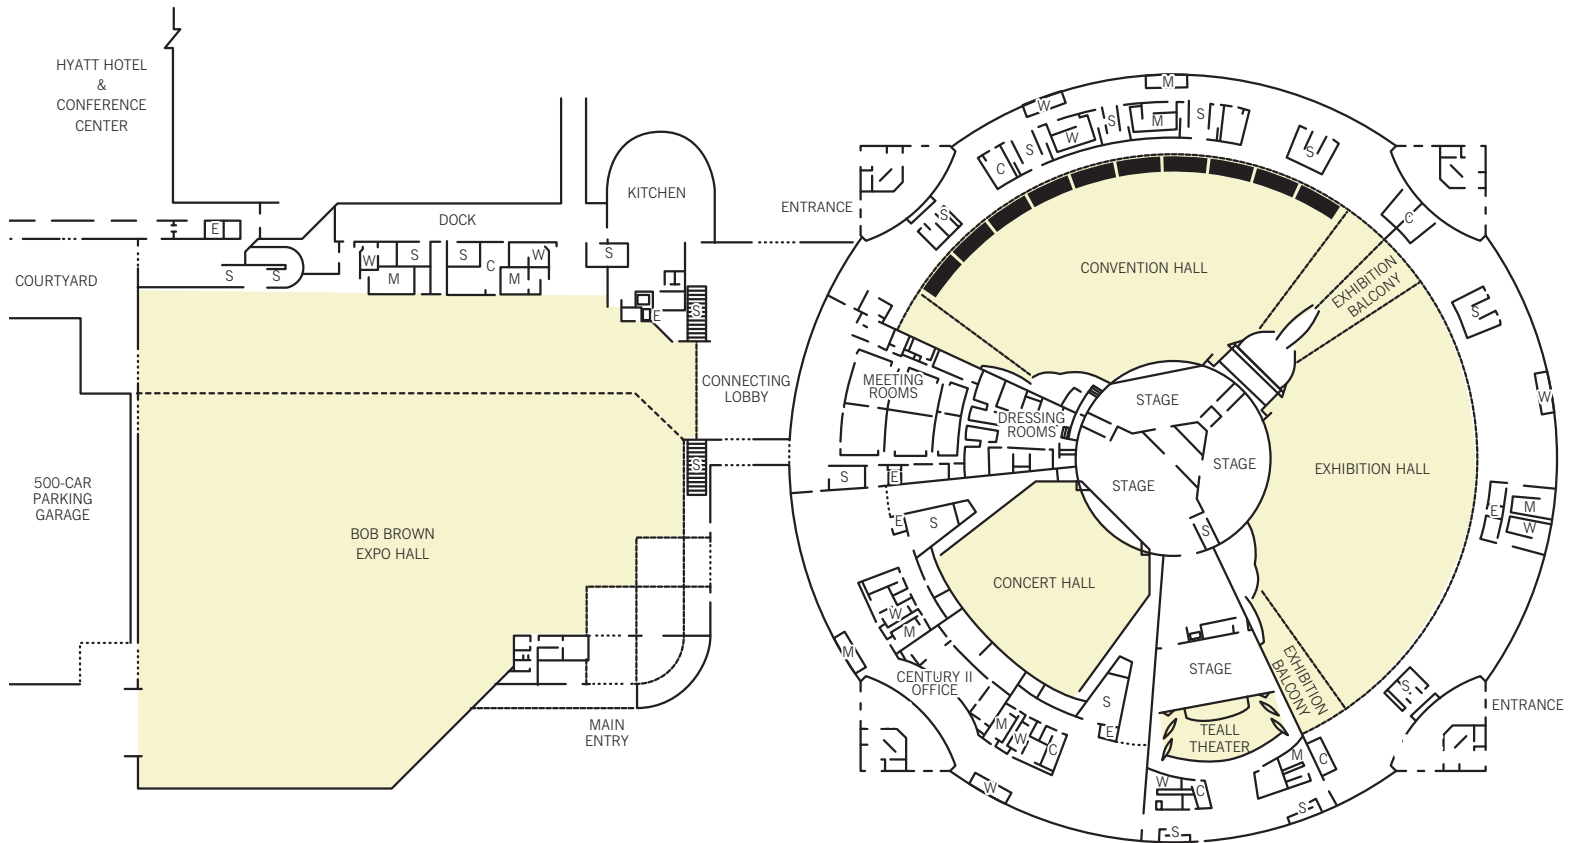 HYATT HOTEL
&
CONFERENCE
CENTER
DOCK
KITCHEN
E
S
S
W
M
S
S
C
M
W
S
E
S
COURTYARD
500-CAR
PARKING
GARAGE
BOB BROWN
EXPO HALL
CONNECTING
LOBBY
S
MAIN
ENTRY
ENTRANCE
M
W
C
S
W
S
M
S
S
S
C
CONVENTION HALL
EXHIBITION
BALCONY
S
W
MEETING
ROOMS
DRESSING
ROOMS
STAGE
STAGE
STAGE
S
EXHIBITION HALL
S
E
E
S
E
M
W
CONCERT HALL
W
M
M
CENTURY II
OFFICE
M
W
C
W
S
E
STAGE
EXHIBITION
BALCONY
TEALL
THEATER
W
C
S
M
C
S
S
ENTRANCE